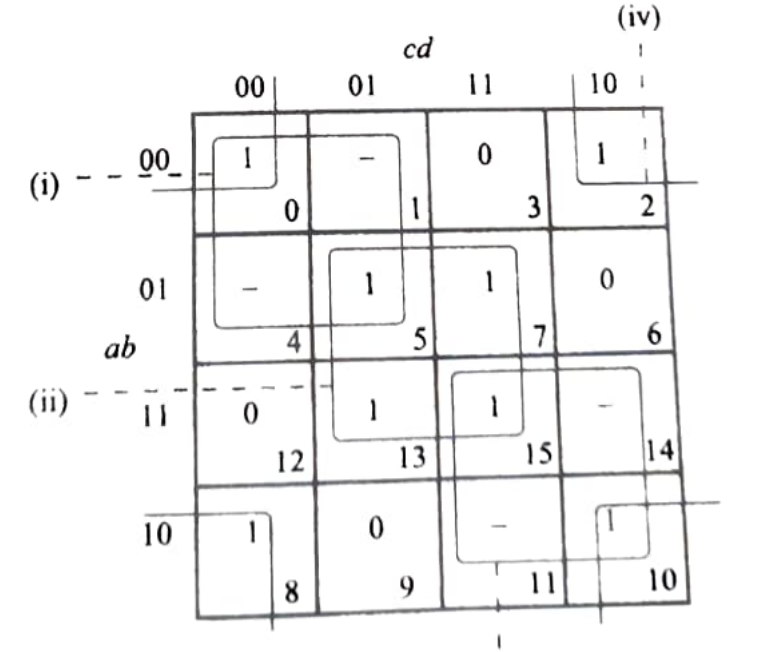 (iv)
cd
00 01 11 10
(i) 00 1 – 0 1
0 1 3 2
01 – 1 1 0
4 5 7 6
ab
(ii) 11 0 1 1 –
12 13 15 14
10 1 0 – 1
8 9 11 10